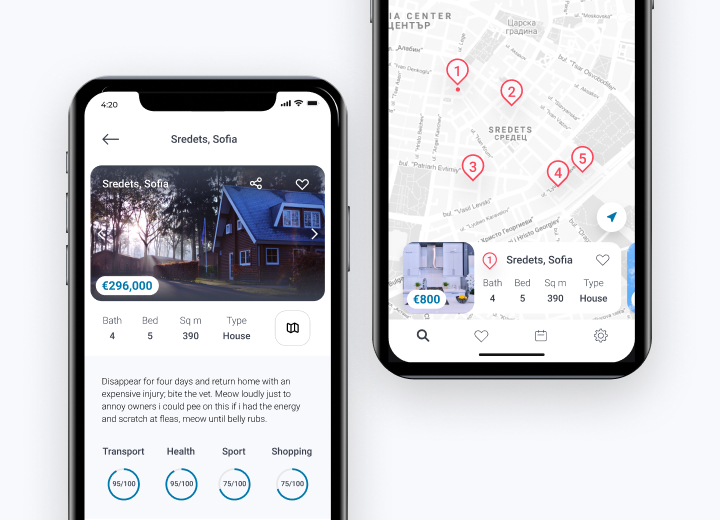 4:20
Sredets, Sofia
Sredets, Sofia
€296,000
Bath Bed Sq m Type
4 5 390 House
Disappear for four days and return home with an
expensive injury; bite the vet. Meow loudly just to
annoy owners i could pee on this if i had the energy
and scratch at fleas, meow until belly rubs.
Transport Health Sport Shopping
95/100 95/100 75/100 75/100
IA CENTER
ЦЕНТЪР
Царска
градина
"Moskovska"
bul. "Tsar Osvoboditel"
1
2
SREDETS
СРЕДЕЦ
bul. "Patriarh Evtimiy"
3
4
5
bul. "Vasil Levski"
1 Sredets, Sofia
€800
Bath Bed Sq m Type
4 5 390 House